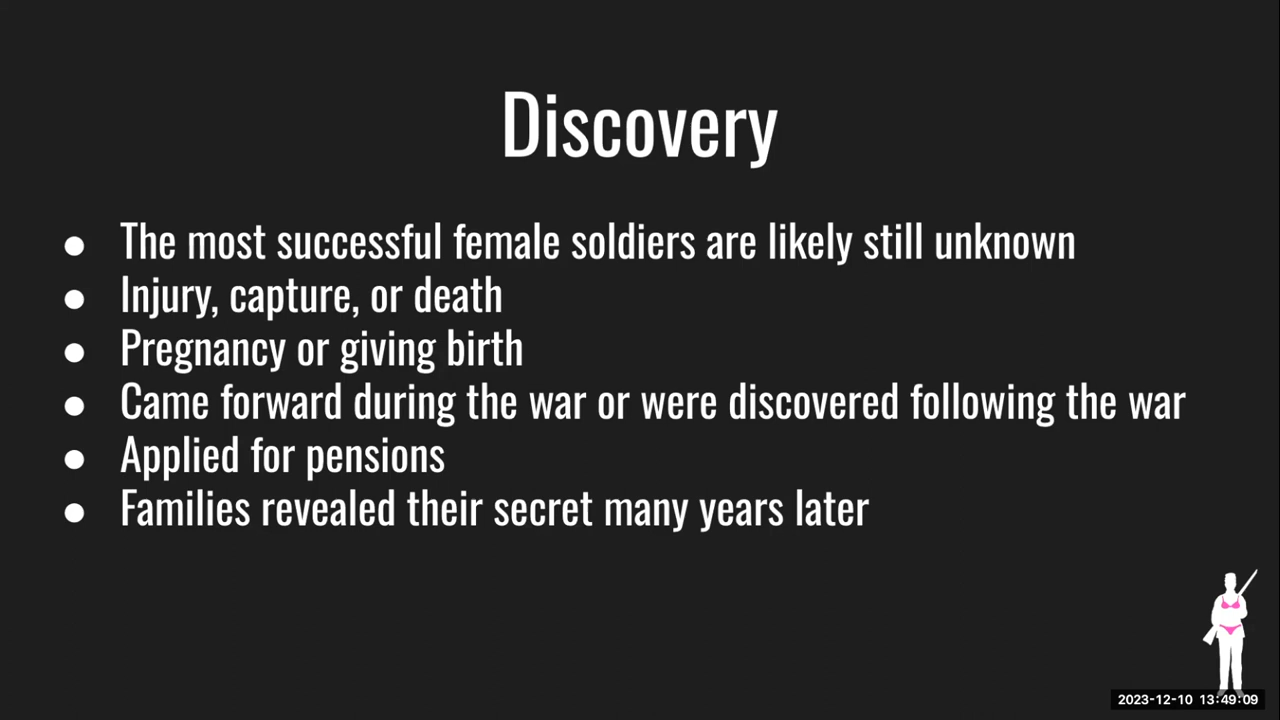 Discovery
● The most successful female soldiers are likely still unknown
● Injury, capture, or death
● Pregnancy or giving birth
● Came forward during the war or were discovered following the war
● Applied for pensions
● Families revealed their secret many years later
2023-12-10 13:49:09